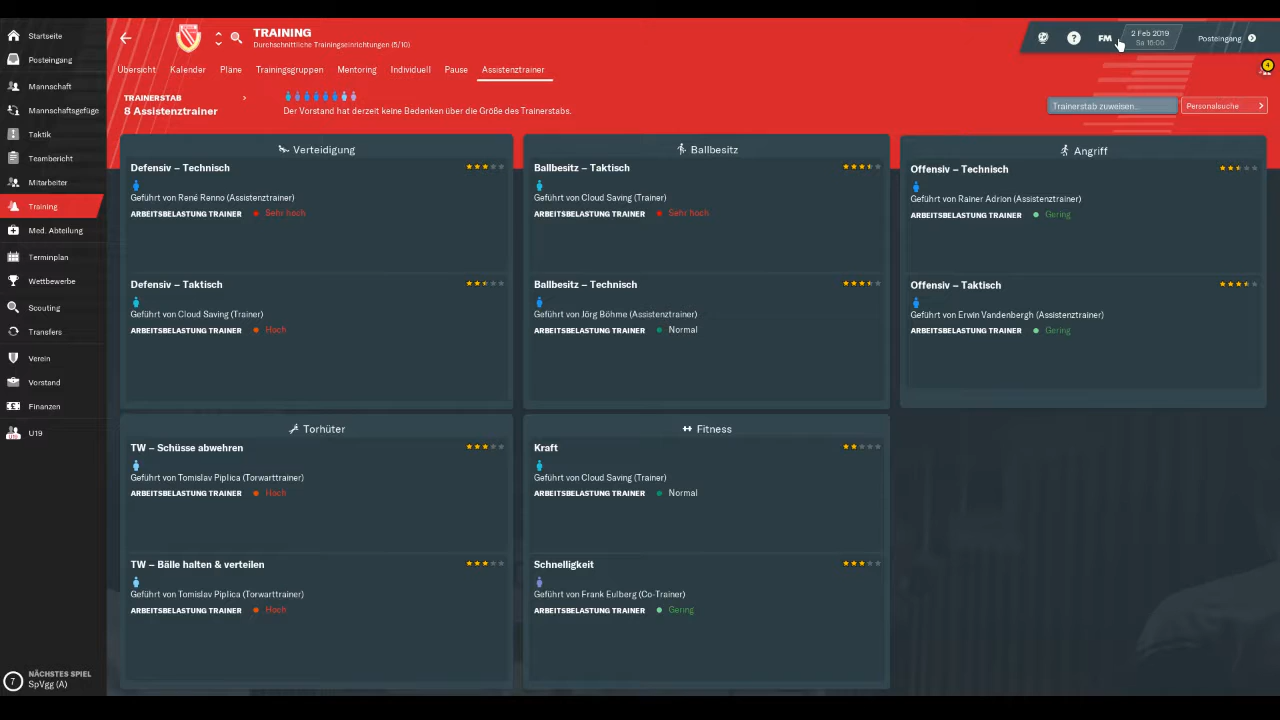 Startseite
Posteingang
Mannschaft
Mannschaftsgefüge
Taktik
Teambericht
Mitarbeiter
Training
Med. Abteilung
Terminplan
Wettbewerbe
Scouting
Transfers
Verein
Vorstand
Finanzen
U19
NÄCHSTES SPIEL
7
SpVgg (A)
TRAINING
Durchschnittliche Trainingseinrichtungen (5/10)
?
FM
2 Feb 2019
Sa 16:00
Posteingang
4
Übersicht
Kalender
Pläne
Trainingsgruppen
Mentoring
Individuell
Pause
Assistenztrainer
TRAINERSTAB
8 Assistenztrainer
Der Vorstand hat derzeit keine Bedenken über die Größe des Trainerstabs.
Trainerstab zuweisen...
Personalsuche
Verteidigung
Defensiv – Technisch
Geführt von René Renno (Assistenztrainer)
ARBEITSBELASTUNG TRAINER Sehr hoch
Defensiv – Taktisch
Geführt von Cloud Saving (Trainer)
ARBEITSBELASTUNG TRAINER Hoch
Ballbesitz
Ballbesitz – Taktisch
Geführt von Cloud Saving (Trainer)
ARBEITSBELASTUNG TRAINER Sehr hoch
Ballbesitz – Technisch
Geführt von Jörg Böhme (Assistenztrainer)
ARBEITSBELASTUNG TRAINER Normal
Angriff
Offensiv – Technisch
Geführt von Rainer Adrion (Assistenztrainer)
ARBEITSBELASTUNG TRAINER Gering
Offensiv – Taktisch
Geführt von Erwin Vandenbergh (Assistenztrainer)
ARBEITSBELASTUNG TRAINER Gering
Torhüter
TW – Schüsse abwehren
Geführt von Tomislav Piplica (Torwarttrainer)
ARBEITSBELASTUNG TRAINER Hoch
TW – Bälle halten & verteilen
Geführt von Tomislav Piplica (Torwarttrainer)
ARBEITSBELASTUNG TRAINER Hoch
Fitness
Kraft
Geführt von Cloud Saving (Trainer)
ARBEITSBELASTUNG TRAINER Normal
Schnelligkeit
Geführt von Frank Eulberg (Co-Trainer)
ARBEITSBELASTUNG TRAINER Gering